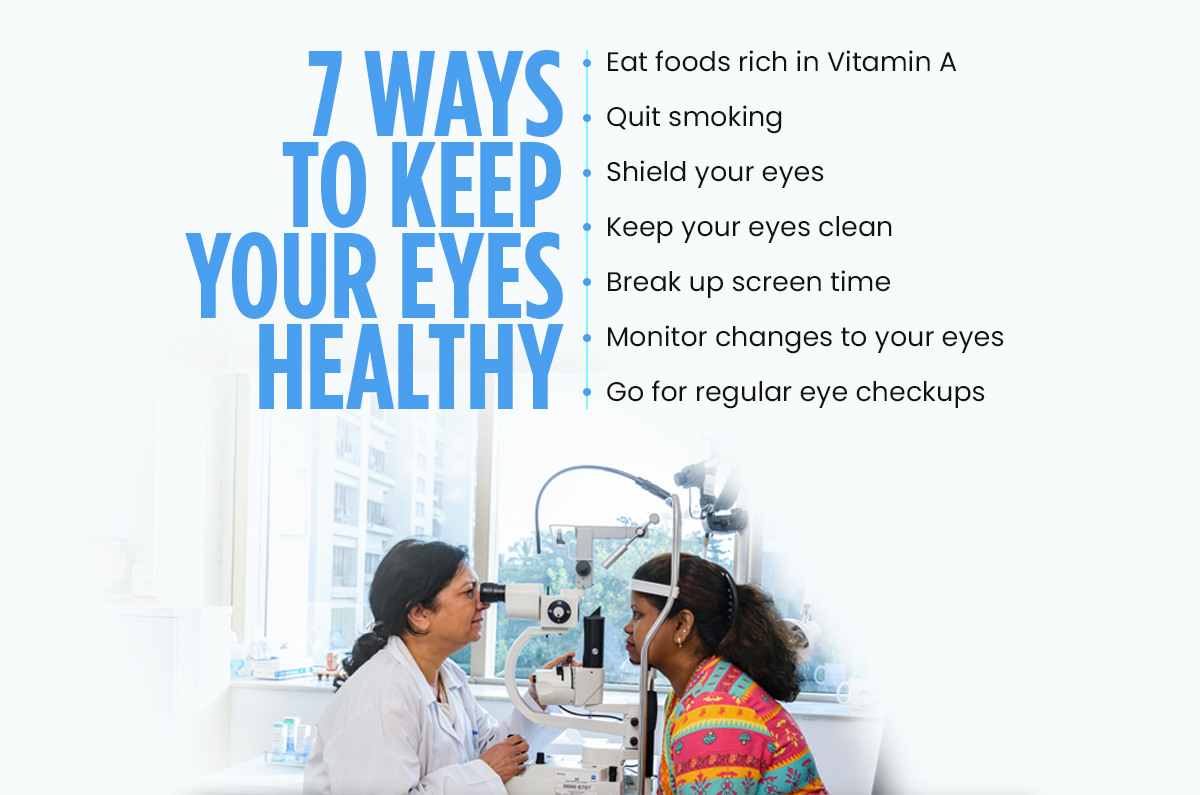 7 WAYS
TO KEEP
YOUR EYES
HEALTHY
Eat foods rich in Vitamin A
Quit smoking
Shield your eyes
Keep your eyes clean
Break up screen time
Monitor changes to your eyes
Go for regular eye checkups